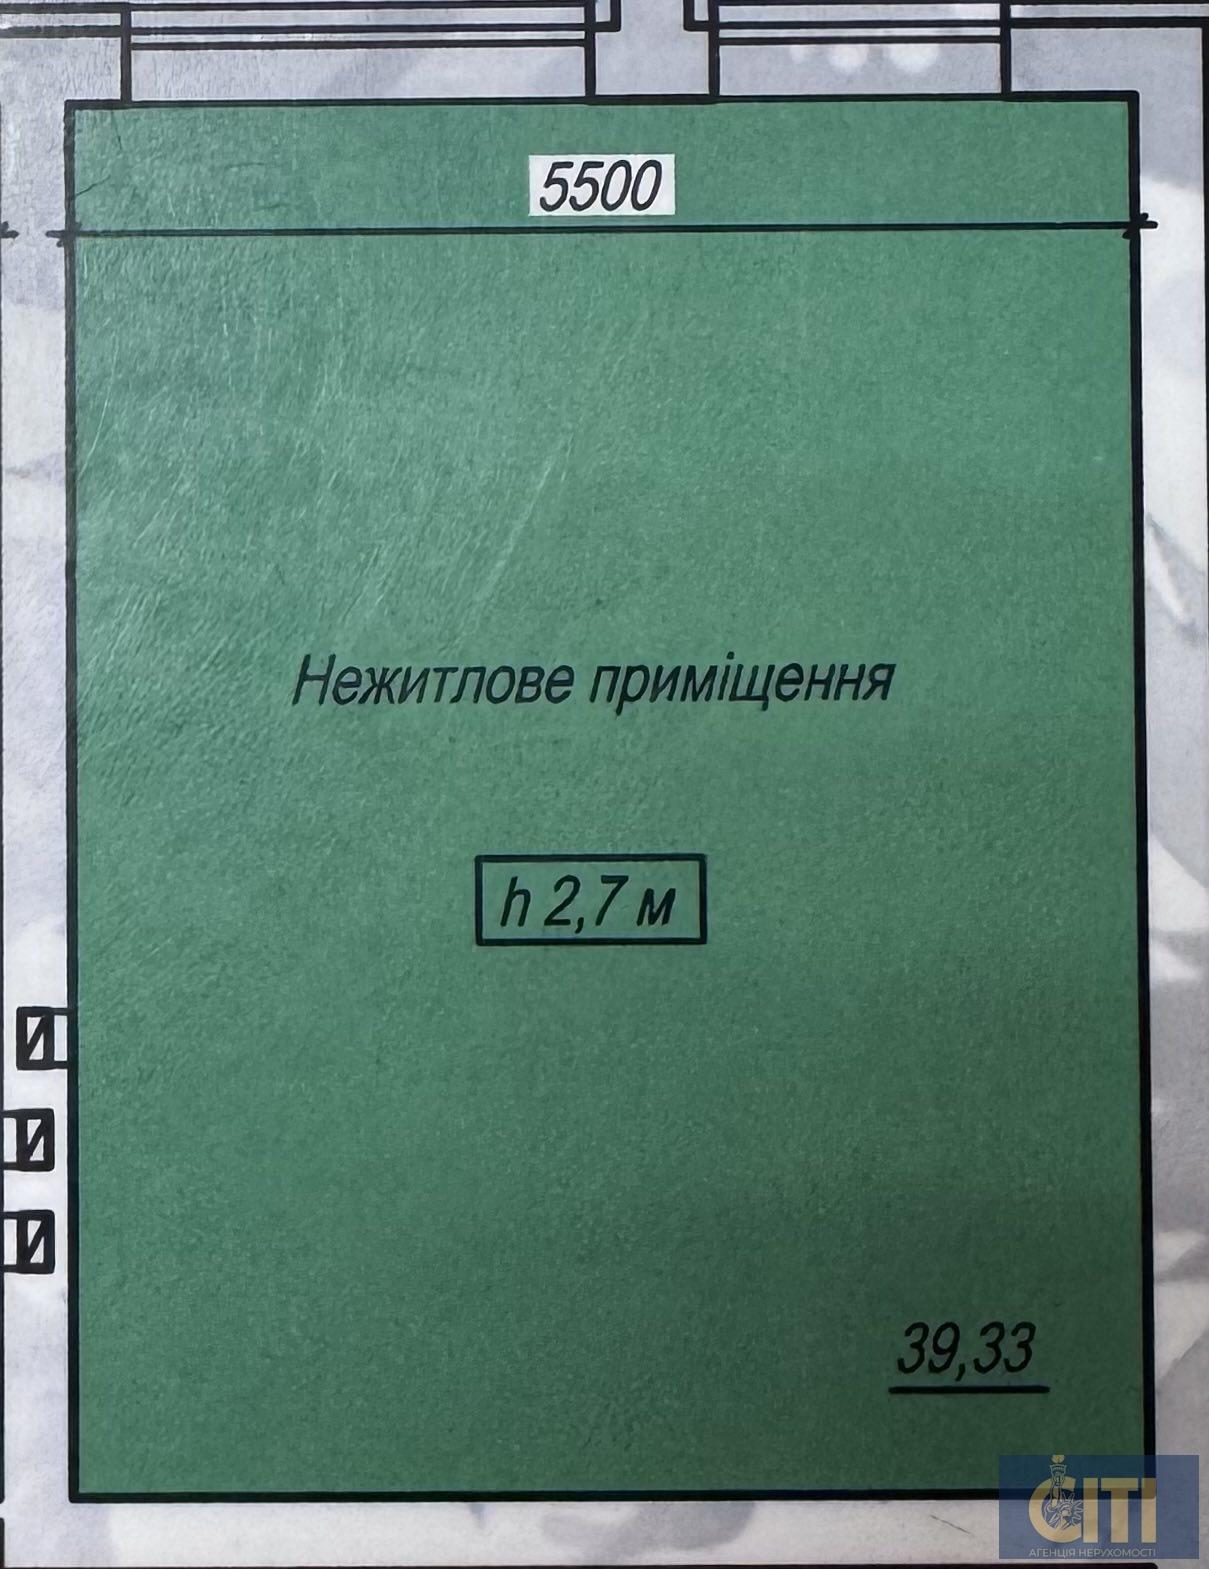 5500
Нежитлове приміщення
h 2,7 м
39,33
СІТІ
АГЕНЦІЯ НЕРУХОМОСТІ